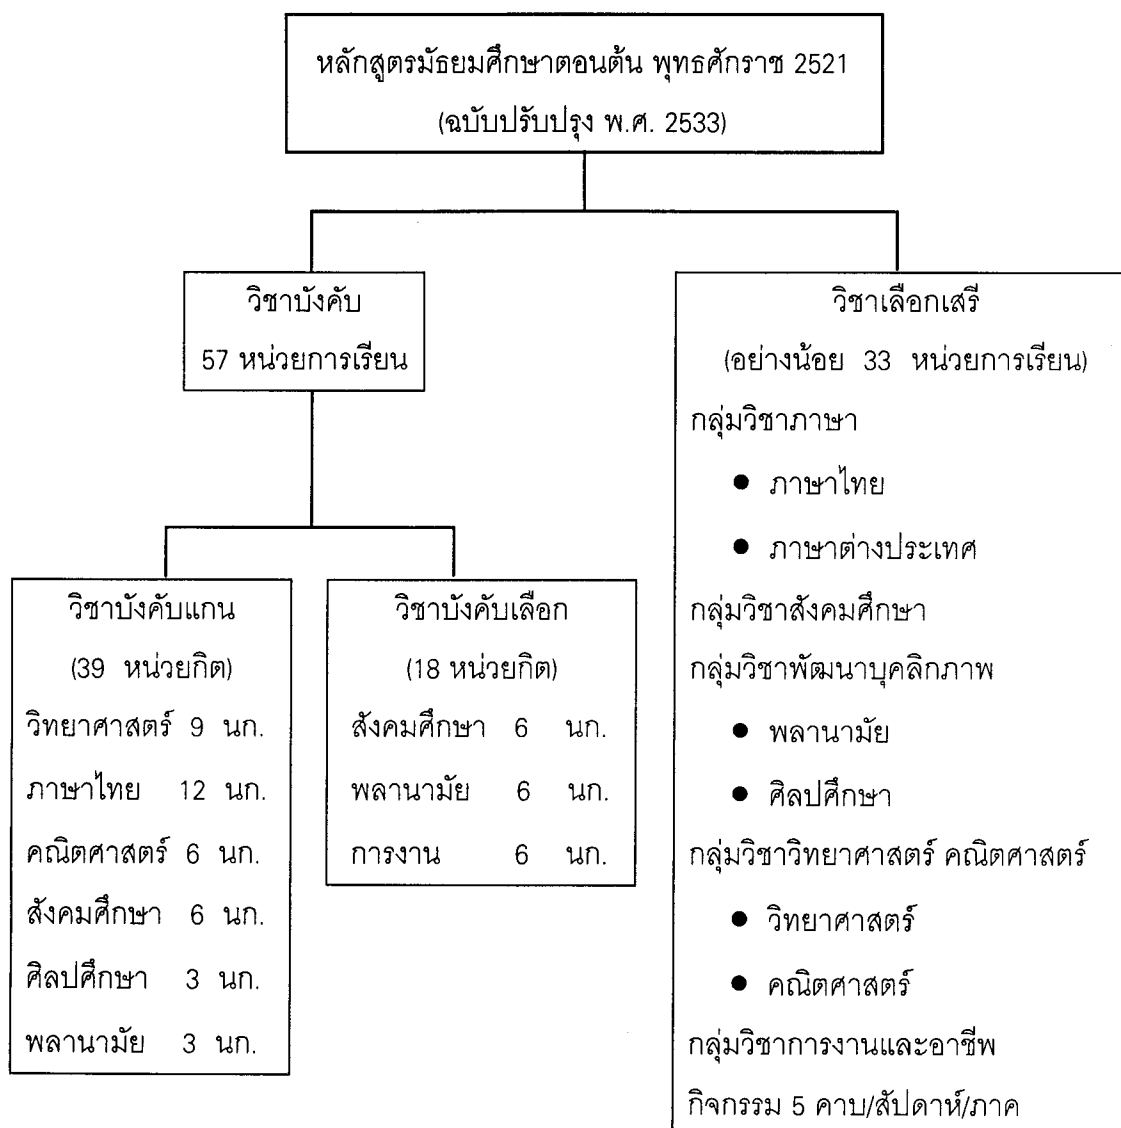 หลักสูตรมัธยมศึกษาตอนต้น พุทธศักราช 2521
(ฉบับปรับปรุง พ.ศ. 2533)
วิชาบังคับ
57 หน่วยการเรียน
วิชาบังคับแกน
(39 หน่วยกิต)
วิทยาศาสตร์ 9 นก.
ภาษาไทย 12 นก.
คณิตศาสตร์ 6 นก.
สังคมศึกษา 6 นก.
ศิลปศึกษา 3 นก.
พลานามัย 3 นก.
วิชาบังคับเลือก
(18 หน่วยกิต)
สังคมศึกษา 6 นก.
พลานามัย 6 นก.
การงาน 6 นก.
วิชาเลือกเสรี
(อย่างน้อย 33 หน่วยการเรียน)
กลุ่มวิชาภาษา
● ภาษาไทย
● ภาษาต่างประเทศ
กลุ่มวิชาสังคมศึกษา
กลุ่มวิชาพัฒนาบุคลิกภาพ
● พลานามัย
● ศิลปศึกษา
กลุ่มวิชาวิทยาศาสตร์ คณิตศาสตร์
● วิทยาศาสตร์
● คณิตศาสตร์
กลุ่มวิชาการงานและอาชีพ
กิจกรรม 5 คาบ/สัปดาห์/ภาค